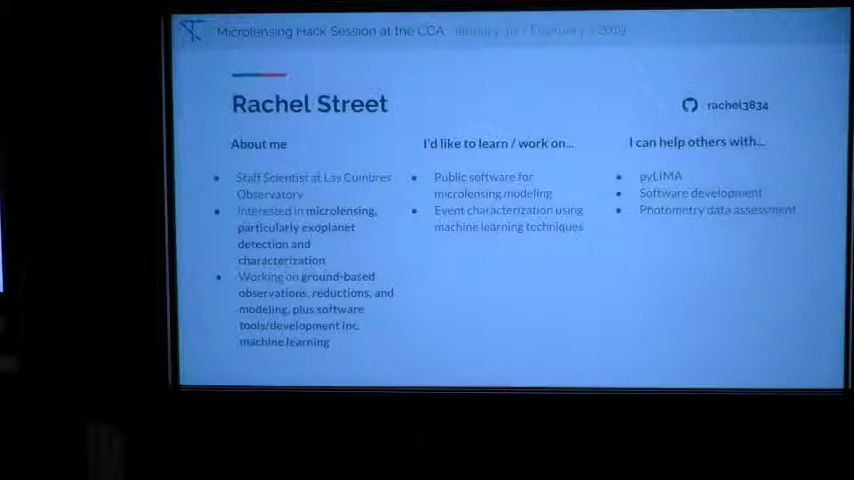 Microlensing Hack Session at the CCA
Rachel Street
rachel3834
About me
• Staff Scientist at Las Cumbres
Observatory
• Interested in microlensing,
particularly exoplanet
detection and
characterization
• Working on ground-based
observations, reductions, and
modeling, plus software
tools/development inc.
machine learning
I'd like to learn / work on...
• Public software for
microlensing modeling
• Event characterization using
machine learning techniques
I can help others with...
• pyLIMA
• Software development
• Photometry data assessment